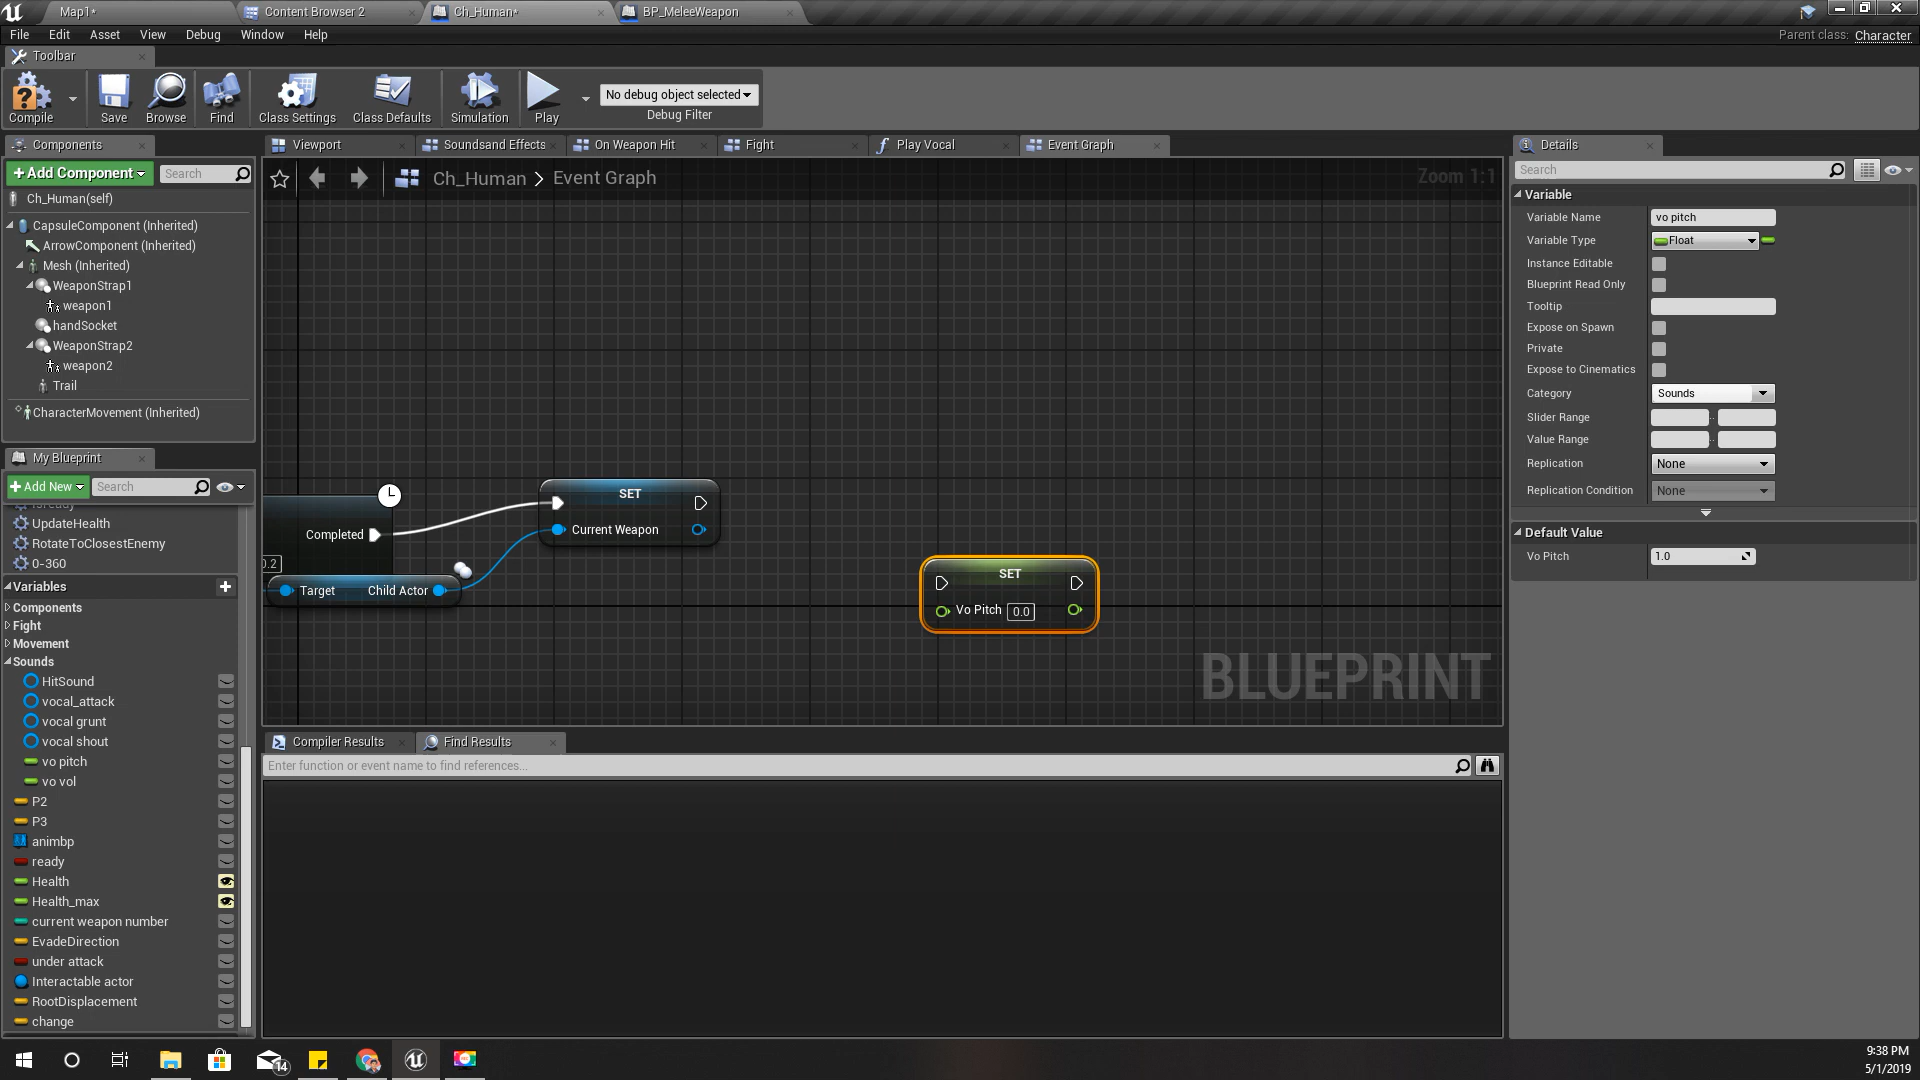 Map1*
Content Browser 2
Ch_Human*
BP_MeleeWeapon
File Edit Asset View Debug Window Help
Parent class: Character
Toolbar
Compile
Save
Browse
Find
Class Settings
Class Defaults
Simulation
Play
No debug object selected
Debug Filter
Components
+Add Component
Search
Ch_Human(self)
CapsuleComponent (Inherited)
ArrowComponent (Inherited)
Mesh (Inherited)
WeaponStrap1
weapon1
handSocket
WeaponStrap2
weapon2
Trail
CharacterMovement (Inherited)
My Blueprint
+Add New
Search
UpdateHealth
RotateToClosestEnemy
0-360
Variables
Components
Fight
Movement
Sounds
HitSound
vocal_attack
vocal grunt
vocal shout
vo pitch
vo vol
P2
P3
animbp
ready
Health
Health_max
current weapon number
EvadeDirection
under attack
Interactable actor
RootDisplacement
change
Viewport
Soundsand Effects
On Weapon Hit
Fight
Play Vocal
Event Graph
Ch_Human > Event Graph
Zoom 1:1
SET
Completed
Current Weapon
0.2
Target Child Actor
SET
Vo Pitch 0.0
BLUEPRINT
Compiler Results
Find Results
Enter function or event name to find references...
Details
Search
Variable
Variable Name vo pitch
Variable Type Float
Instance Editable
Blueprint Read Only
Tooltip
Expose on Spawn
Private
Expose to Cinematics
Category Sounds
Slider Range
Value Range
Replication None
Replication Condition None
Default Value
Vo Pitch 1.0
14
9:38 PM
5/1/2019